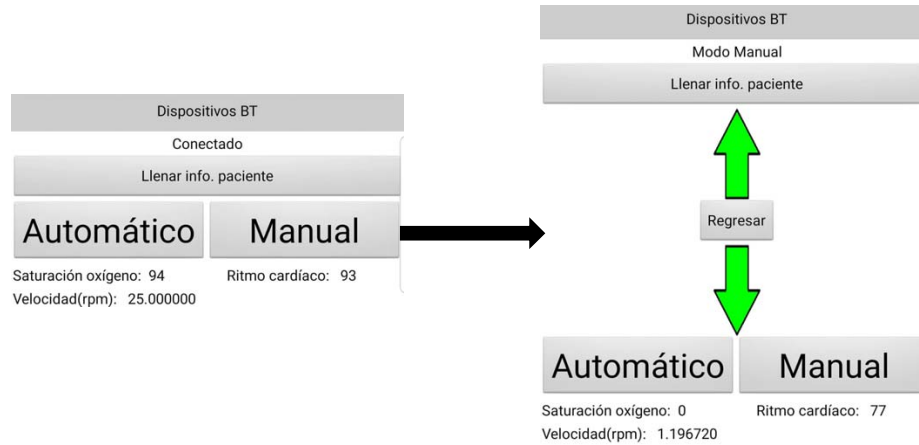 Dispositivos BT
Conectado
Llenar info. paciente
Automático Manual
Saturación oxígeno: 94 Ritmo cardíaco: 93
Velocidad(rpm): 25.000000
Dispositivos BT
Modo Manual
Llenar info. paciente
Regresar
Automático Manual
Saturación oxígeno: 0 Ritmo cardíaco: 77
Velocidad(rpm): 1.196720